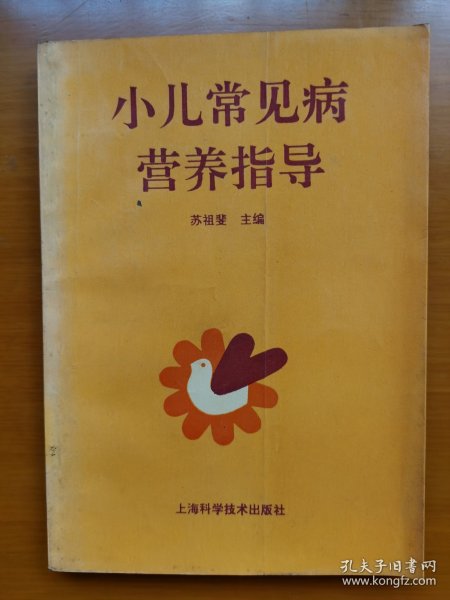 小儿常见病
营养指导
苏祖斐 主编
上海科学技术出版社
孔夫子旧书网
www.kongfz.com